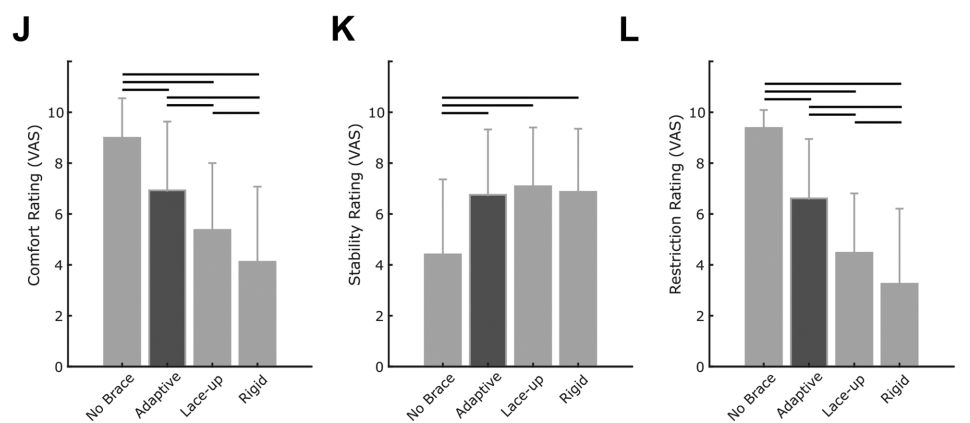 J
Comfort Rating (VAS)
10
8
6
4
2
0
No Brace
Adaptive
Lace-up
Rigid
K
Stability Rating (VAS)
10
8
6
4
2
0
No Brace
Adaptive
Lace-up
Rigid
L
Restriction Rating (VAS)
10
8
6
4
2
0
No Brace
Adaptive
Lace-up
Rigid